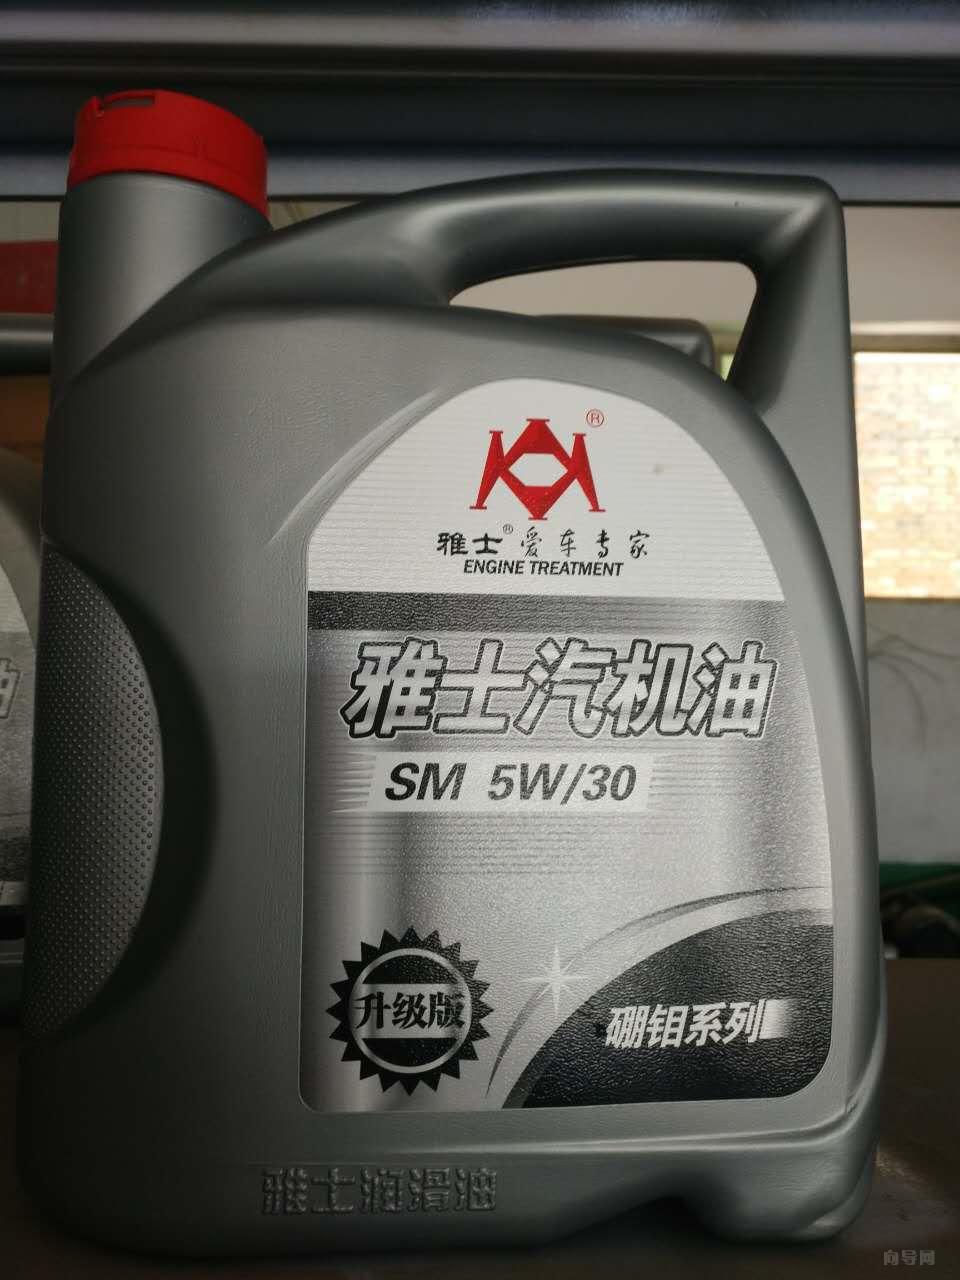 ®
雅士®爱车专家
ENGINE TREATMENT
雅士汽机油
SM 5W/30
升级版
硼钼系列
雅士润滑油
油
向导网